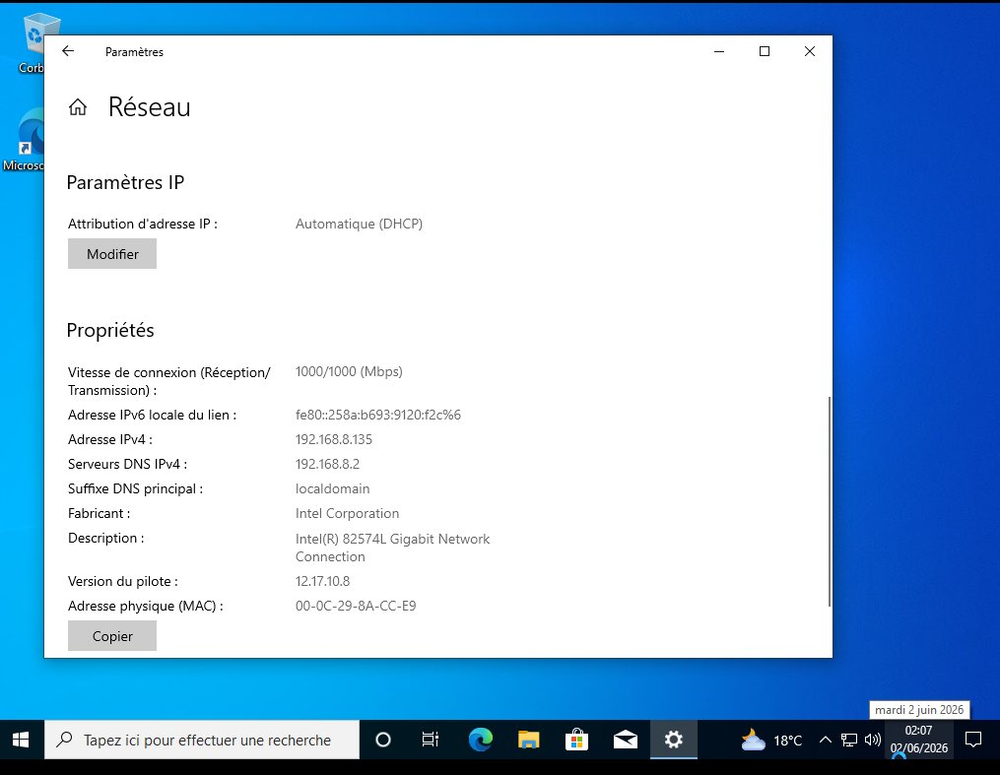 Corb
Microsc
Paramètres
Réseau
Paramètres IP
Attribution d'adresse IP :
Automatique (DHCP)
Modifier
Propriétés
Vitesse de connexion (Réception/
Transmission) :
1000/1000 (Mbps)
Adresse IPv6 locale du lien :
fe80::258a:b693:9120:f2c%6
Adresse IPv4 :
192.168.8.135
Serveurs DNS IPv4 :
192.168.8.2
Suffixe DNS principal :
localdomain
Fabricant :
Intel Corporation
Description :
Intel(R) 82574L Gigabit Network
Connection
Version du pilote :
12.17.10.8
Adresse physique (MAC) :
00-0C-29-8A-CC-E9
Copier
mardi 2 juin 2026
Tapez ici pour effectuer une recherche
18°C
02:07
02/06/2026